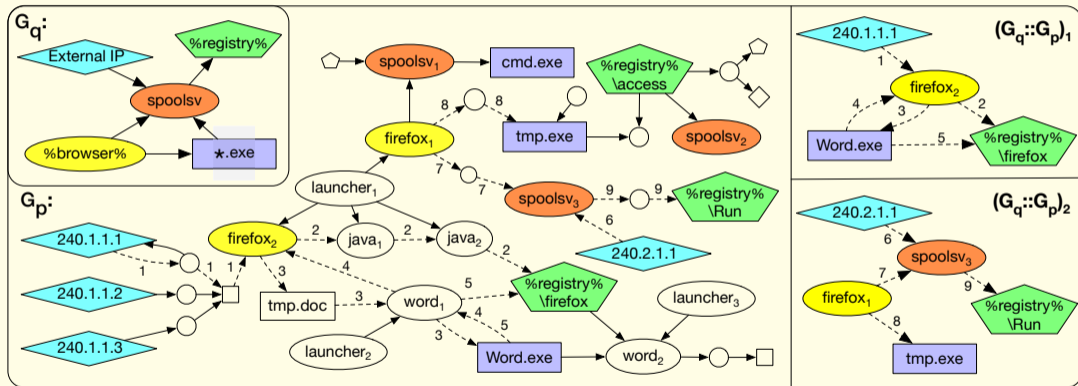 Gq:
External IP
%registry%
spoolsv
%browser%
*.exe
Gp:
spoolsv1
cmd.exe
%registry%
\access
8
8
firefox1
tmp.exe
spoolsv2
7
7
launcher1
spoolsv3
9
9
%registry%
\Run
6
240.1.1.1
firefox2
2
java1
2
java2
240.2.1.1
1
1
1
2
3
4
240.1.1.2
tmp.doc
3
word1
5
%registry%
\firefox
launcher3
4
5
3
240.1.1.3
launcher2
Word.exe
word2
(Gq::Gp)1
240.1.1.1
1
firefox2
4
3
2
Word.exe
5
%registry%
\firefox
(Gq::Gp)2
240.2.1.1
6
spoolsv3
7
9
firefox1
%registry%
\Run
8
tmp.exe